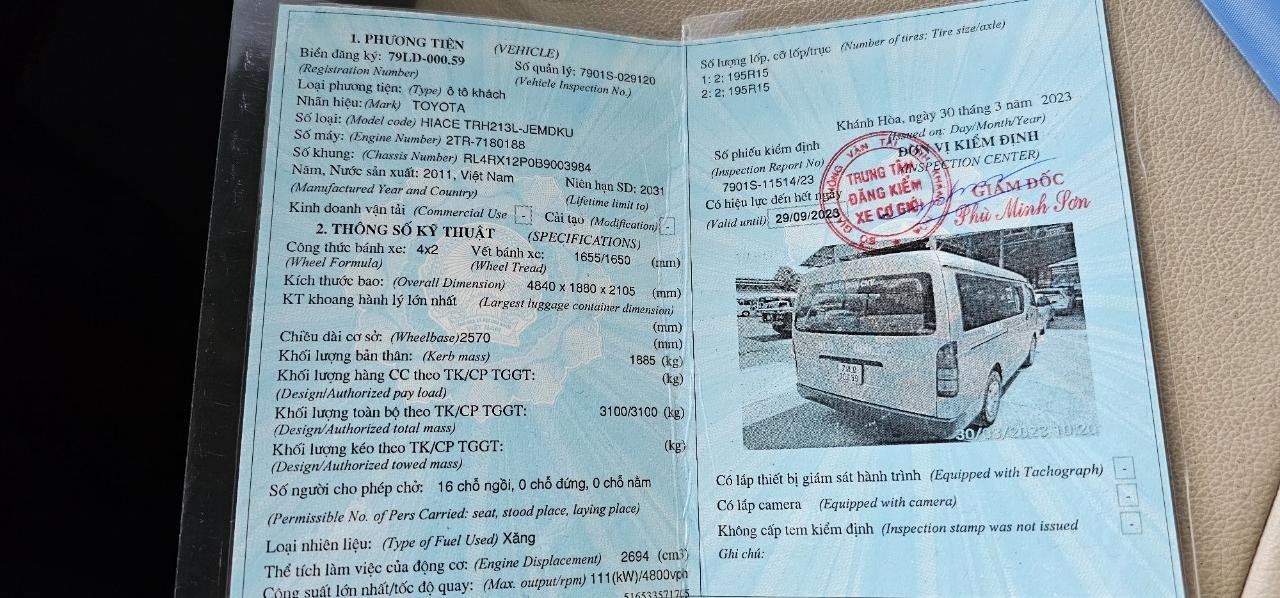 1. PHƯƠNG TIỆN (VEHICLE)
Biển đăng ký: 79LD-000.59 Số quản lý: 7901S-029120
(Registration Number) (Vehicle Inspection No.)
Loại phương tiện: (Type) ô tô khách
Nhãn hiệu: (Mark) TOYOTA
Số loại: (Model code) HIACE TRH213L-JEMDKU
Số máy: (Engine Number) 2TR-7180188
Số khung: (Chassis Number) RL4RX12P0B9003984
Năm, Nước sản xuất: 2011, Việt Nam Niên hạn SD: 2031
(Manufactured Year and Country) (Lifetime limit to)
Kinh doanh vận tải (Commercial Use - Cải tạo (Modification) -
2. THÔNG SỐ KỸ THUẬT (SPECIFICATIONS)
Công thức bánh xe: 4x2 Vết bánh xe: 1655/1650 (mm)
(Wheel Formula) (Wheel Tread)
Kích thước bao: (Overall Dimension) 4840 x 1880 x 2105 (mm)
KT khoang hành lý lớn nhất (Largest luggage container dimension)
(mm)
Chiều dài cơ sở: (Wheelbase)2570 (mm)
Khối lượng bản thân: (Kerb mass) 1885 (kg)
Khối lượng hàng CC theo TK/CP TGGT: (kg)
(Design/Authorized pay load)
Khối lượng toàn bộ theo TK/CP TGGT: 3100/3100 (kg)
(Design/Authorized total mass)
Khối lượng kéo theo TK/CP TGGT: (kg)
(Design/Authorized towed mass)
Số người cho phép chở: 16 chỗ ngồi, 0 chỗ đứng, 0 chỗ nằm
(Permissible No. of Pers Carried: seat, stood place, laying place)
Loại nhiên liệu: (Type of Fuel Used) Xăng
Thể tích làm việc của động cơ: (Engine Displacement) 2694 (cm3)
Công suất lớn nhất/tốc độ quay: (Max. output/rpm) 111(kW)/4800vph
Số lượng lốp, cỡ lốp/trục (Number of tires; Tire size/axle)
1: 2; 195R15
2: 2; 195R15
Khánh Hòa, ngày 30 tháng 3 năm 2023
(Issued on: Day/Month/Year)
Số phiếu kiểm định ĐƠN VỊ KIỂM ĐỊNH
(Inspection Report No) (INSPECTION CENTER)
7901S-11514/23 GIÁM ĐỐC
Có hiệu lực đến hết ngày
(Valid until) 29/09/2023 Phù Minh Sơn
TRUNG TÂM
ĐĂNG KIỂM
XE CƠ GIỚI
79LD
000.59
30/03/2023 10:20
Có lắp thiết bị giám sát hành trình (Equipped with Tachograph) -
Có lắp camera (Equipped with camera) -
Không cấp tem kiểm định (Inspection stamp was not issued -
Ghi chú: